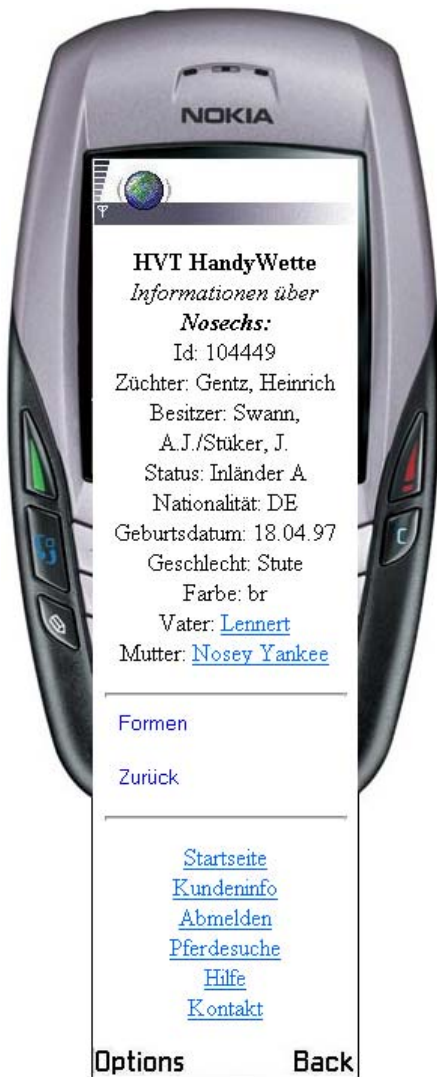 NOKIA
HVT HandyWette
Informationen über
Nosechs:
Id: 104449
Züchter: Gentz, Heinrich
Besitzer: Swann,
A.J./Stüker, J.
Status: Inländer A
Nationalität: DE
Geburtsdatum: 18.04.97
Geschlecht: Stute
Farbe: br
Vater: Lennert
Mutter: Nosey Yankee
C
Formen
Zurück
Startseite
Kundeninfo
Abmelden
Pferdesuche
Hilfe
Kontakt
Options Back